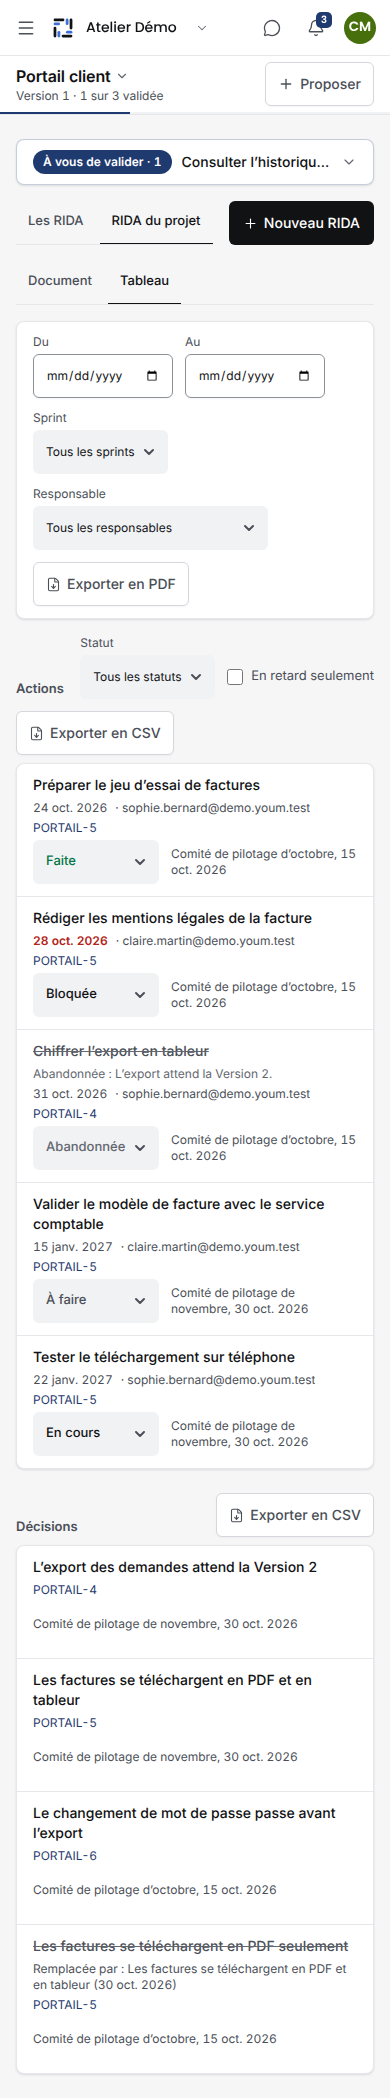 Atelier Démo
3
CM
Portail client
Version 1 · 1 sur 3 validée
Proposer
À vous de valider · 1
Consulter l’historiqu...
Les RIDA
RIDA du projet
Nouveau RIDA
Document
Tableau
Du
Au
mm/dd/yyyy
mm/dd/yyyy
Sprint
Tous les sprints
Responsable
Tous les responsables
Exporter en PDF
Actions
Statut
Tous les statuts
En retard seulement
Exporter en CSV
Préparer le jeu d’essai de factures
24 oct. 2026 · sophie.bernard@demo.youm.test
PORTAIL-5
Faite
Comité de pilotage d’octobre, 15
oct. 2026
Rédiger les mentions légales de la facture
28 oct. 2026 · claire.martin@demo.youm.test
PORTAIL-5
Bloquée
Comité de pilotage d’octobre, 15
oct. 2026
Chiffrer l’export en tableur
Abandonnée : L’export attend la Version 2.
31 oct. 2026 · sophie.bernard@demo.youm.test
PORTAIL-4
Abandonnée
Comité de pilotage d’octobre, 15
oct. 2026
Valider le modèle de facture avec le service
comptable
15 janv. 2027 · claire.martin@demo.youm.test
PORTAIL-5
À faire
Comité de pilotage de
novembre, 30 oct. 2026
Tester le téléchargement sur téléphone
22 janv. 2027 · sophie.bernard@demo.youm.test
PORTAIL-5
En cours
Comité de pilotage de
novembre, 30 oct. 2026
Décisions
Exporter en CSV
L’export des demandes attend la Version 2
PORTAIL-4
Comité de pilotage de novembre, 30 oct. 2026
Les factures se téléchargent en PDF et en
tableur
PORTAIL-5
Comité de pilotage de novembre, 30 oct. 2026
Le changement de mot de passe passe avant
l’export
PORTAIL-6
Comité de pilotage d’octobre, 15 oct. 2026
Les factures se téléchargent en PDF seulement
Remplacée par : Les factures se téléchargent en PDF et
en tableur (30 oct. 2026)
PORTAIL-5
Comité de pilotage d’octobre, 15 oct. 2026